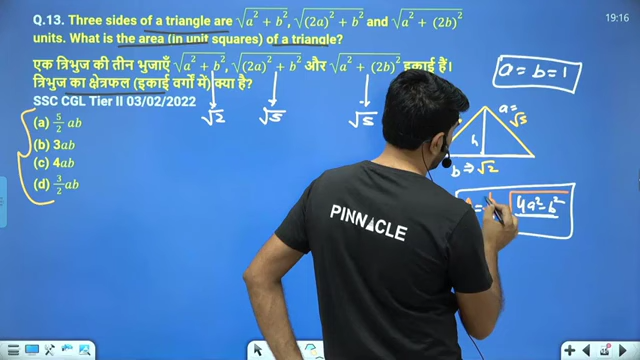 Q.13. Three sides of a triangle are √(a² + b²), √((2a)² + b²) and √(a² + (2b)²)
units. What is the area (in unit squares) of a triangle?
एक त्रिभुज की तीन भुजाएँ √(a² + b²), √((2a)² + b²) और √(a² + (2b)²) इकाई हैं।
त्रिभुज का क्षेत्रफल (इकाई वर्गों में) क्या है?
SSC CGL Tier II 03/02/2022
(a) 5/2 ab
(b) 3ab
(c) 4ab
(d) 3/2 ab
√2 √5 √5
19:16
a = b = 1
a = √5
h
b ⇒ √2
= √(4a² − b²)
PINNACLE